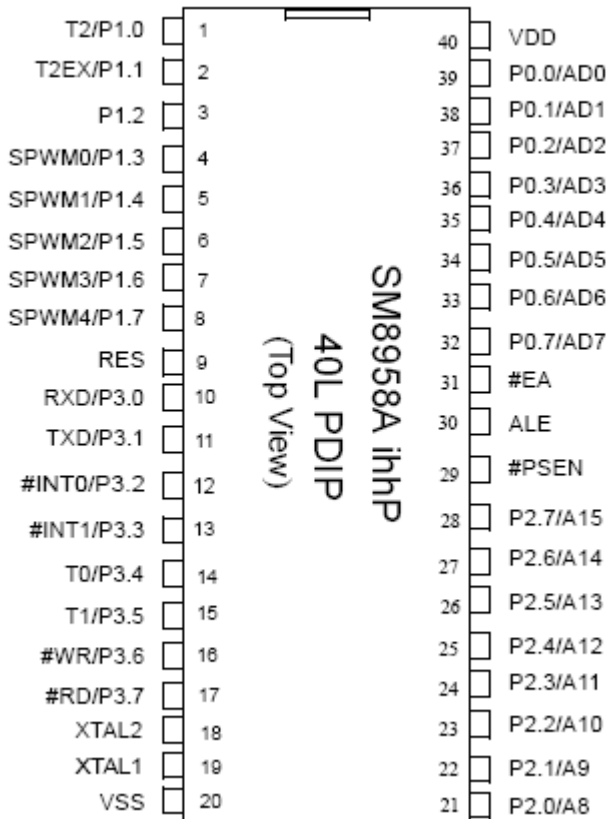 T2/P1.0 1
T2EX/P1.1 2
P1.2 3
SPWM0/P1.3 4
SPWM1/P1.4 5
SPWM2/P1.5 6
SPWM3/P1.6 7
SPWM4/P1.7 8
RES 9
RXD/P3.0 10
TXD/P3.1 11
#INT0/P3.2 12
#INT1/P3.3 13
T0/P3.4 14
T1/P3.5 15
#WR/P3.6 16
#RD/P3.7 17
XTAL2 18
XTAL1 19
VSS 20
SM8958A ihhP
40L PDIP
(Top View)
40 VDD
39 P0.0/AD0
38 P0.1/AD1
37 P0.2/AD2
36 P0.3/AD3
35 P0.4/AD4
34 P0.5/AD5
33 P0.6/AD6
32 P0.7/AD7
31 #EA
30 ALE
29 #PSEN
28 P2.7/A15
27 P2.6/A14
26 P2.5/A13
25 P2.4/A12
24 P2.3/A11
23 P2.2/A10
22 P2.1/A9
21 P2.0/A8